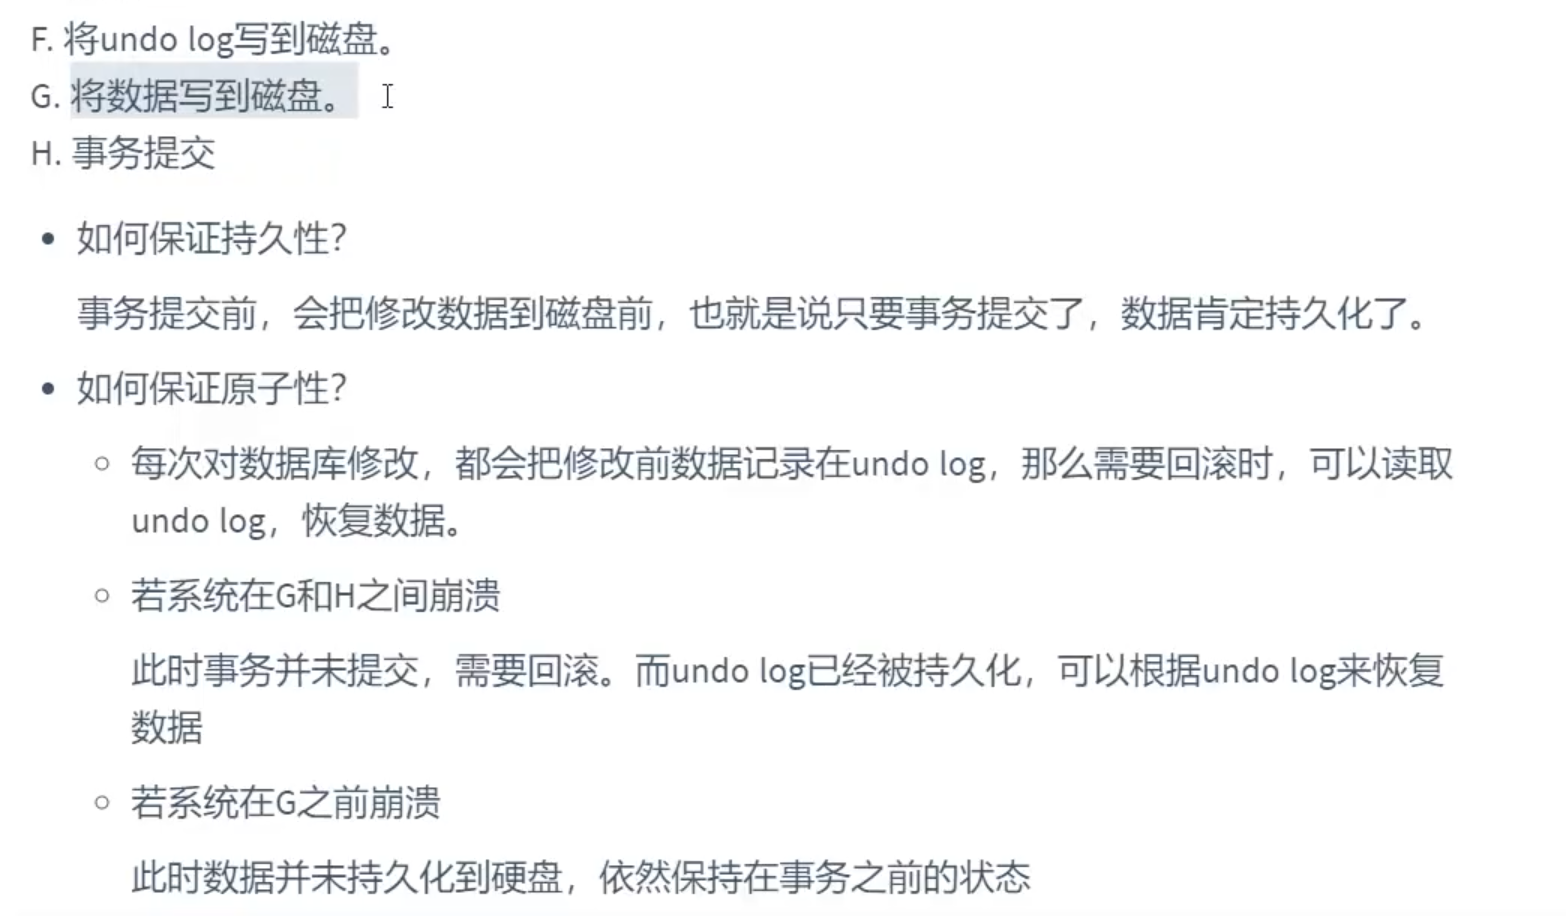 F. 将undo log写到磁盘。
G. 将数据写到磁盘。
H. 事务提交
• 如何保证持久性?
事务提交前，会把修改数据到磁盘前，也就是说只要事务提交了，数据肯定持久化了。
• 如何保证原子性?
○ 每次对数据库修改，都会把修改前数据记录在undo log，那么需要回滚时，可以读取
undo log，恢复数据。
○ 若系统在G和H之间崩溃
此时事务并未提交，需要回滚。而undo log已经被持久化，可以根据undo log来恢复
数据
○ 若系统在G之前崩溃
此时数据并未持久化到硬盘，依然保持在事务之前的状态